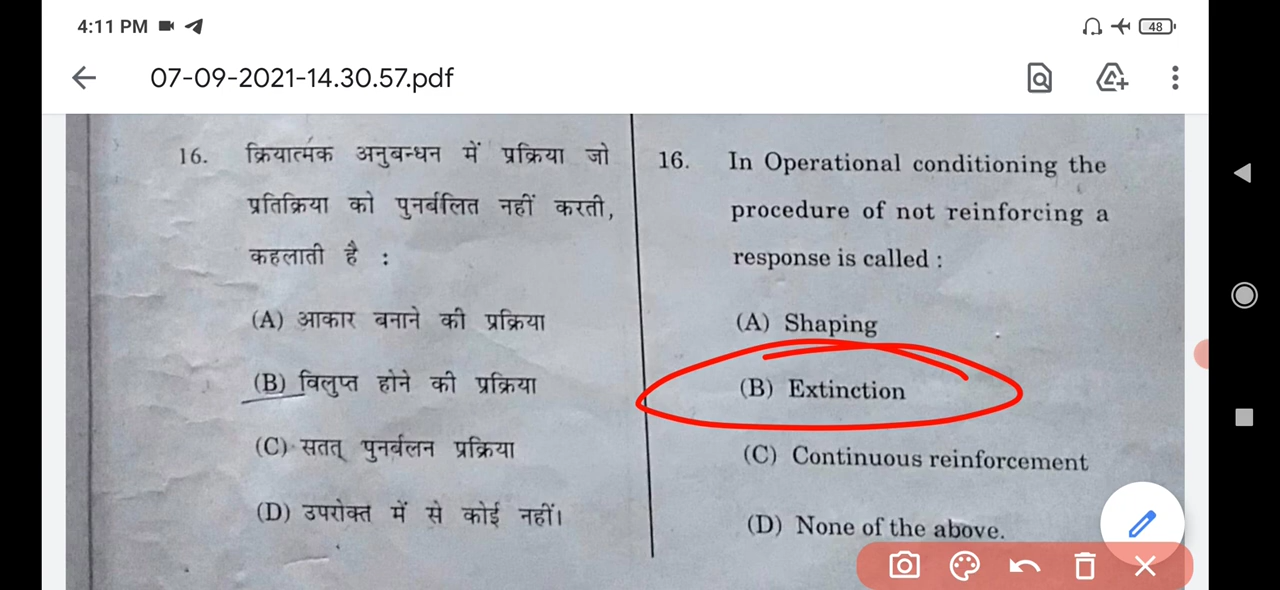 4:11 PM
48
07-09-2021-14.30.57.pdf
16. क्रियात्मक अनुबन्धन में प्रक्रिया जो
प्रतिक्रिया को पुनर्बलित नहीं करती,
कहलाती है :
(A) आकार बनाने की प्रक्रिया
(B) विलुप्त होने की प्रक्रिया
(C) सतत् पुनर्बलन प्रक्रिया
(D) उपरोक्त में से कोई नहीं।
16. In Operational conditioning the
procedure of not reinforcing a
response is called :
(A) Shaping
(B) Extinction
(C) Continuous reinforcement
(D) None of the above.